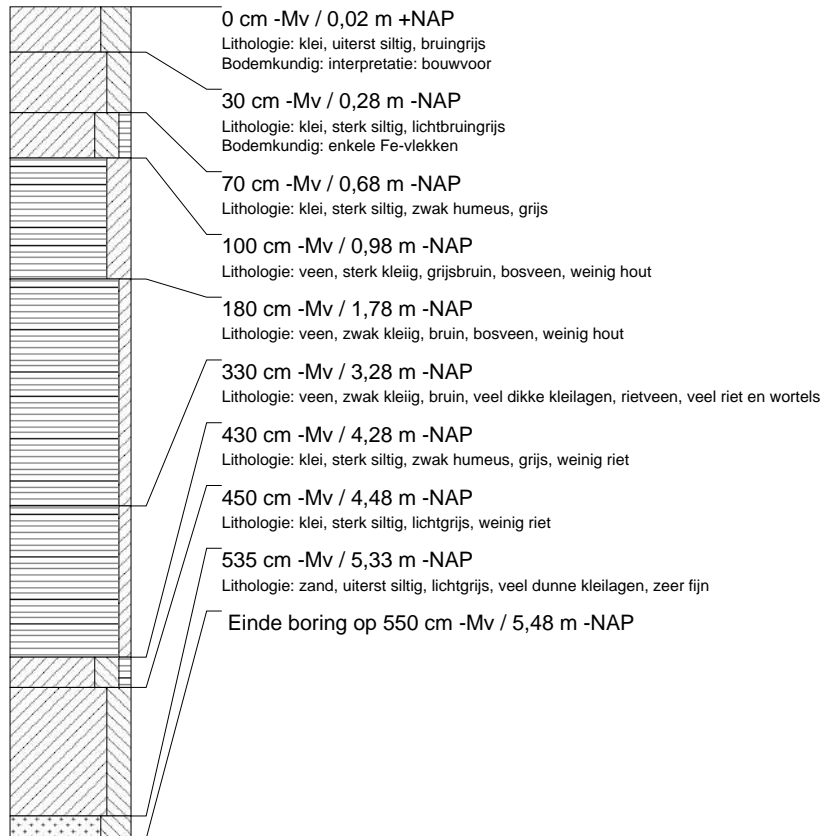 0 cm -Mv / 0,02 m +NAP
Lithologie: klei, uiterst siltig, bruingrijs
Bodemkundig: interpretatie: bouwvoor
30 cm -Mv / 0,28 m -NAP
Lithologie: klei, sterk siltig, lichtbruingrijs
Bodemkundig: enkele Fe-vlekken
70 cm -Mv / 0,68 m -NAP
Lithologie: klei, sterk siltig, zwak humeus, grijs
100 cm -Mv / 0,98 m -NAP
Lithologie: veen, sterk kleiig, grijsbruin, bosveen, weinig hout
180 cm -Mv / 1,78 m -NAP
Lithologie: veen, zwak kleiig, bruin, bosveen, weinig hout
330 cm -Mv / 3,28 m -NAP
Lithologie: veen, zwak kleiig, bruin, veel dikke kleilagen, rietveen, veel riet en wortels
430 cm -Mv / 4,28 m -NAP
Lithologie: klei, sterk siltig, zwak humeus, grijs, weinig riet
450 cm -Mv / 4,48 m -NAP
Lithologie: klei, sterk siltig, lichtgrijs, weinig riet
535 cm -Mv / 5,33 m -NAP
Lithologie: zand, uiterst siltig, lichtgrijs, veel dunne kleilagen, zeer fijn
Einde boring op 550 cm -Mv / 5,48 m -NAP